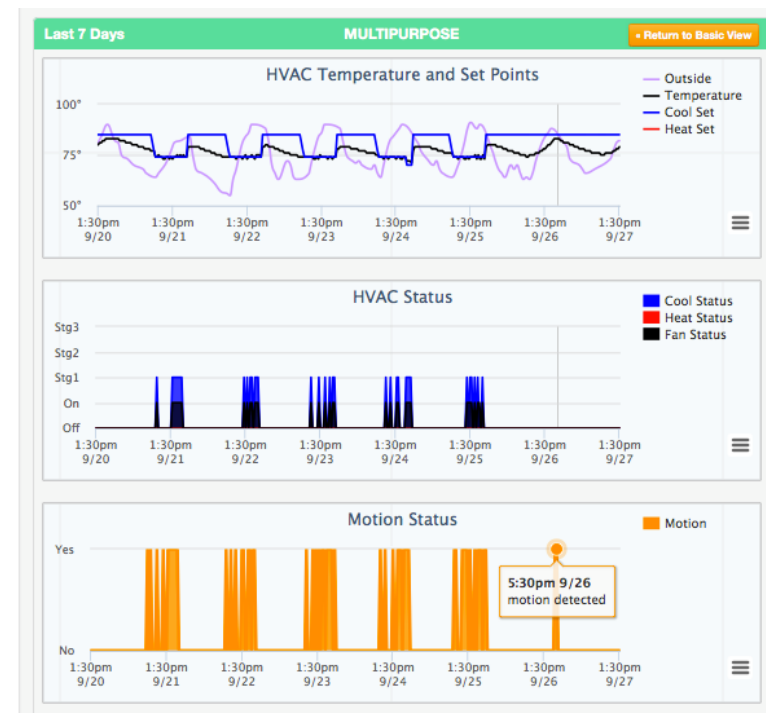 Last 7 Days MULTIPURPOSE « Return to Basic View
HVAC Temperature and Set Points
Outside
Temperature
Cool Set
Heat Set
100°
75°
50°
1:30pm 1:30pm 1:30pm 1:30pm 1:30pm 1:30pm 1:30pm 1:30pm
9/20 9/21 9/22 9/23 9/24 9/25 9/26 9/27
HVAC Status
Cool Status
Heat Status
Fan Status
Stg3
Stg2
Stg1
On
Off
1:30pm 1:30pm 1:30pm 1:30pm 1:30pm 1:30pm 1:30pm 1:30pm
9/20 9/21 9/22 9/23 9/24 9/25 9/26 9/27
Motion Status
Motion
Yes
5:30pm 9/26
motion detected
No
1:30pm 1:30pm 1:30pm 1:30pm 1:30pm 1:30pm 1:30pm 1:30pm
9/20 9/21 9/22 9/23 9/24 9/25 9/26 9/27